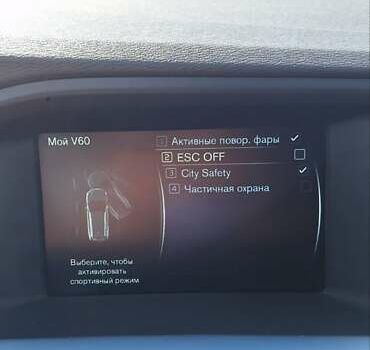 Мой V60
1 Активные повор. фары
2 ESC OFF
3 City Safety
4 Частичная охрана
Выберите, чтобы
активировать
спортивный режим